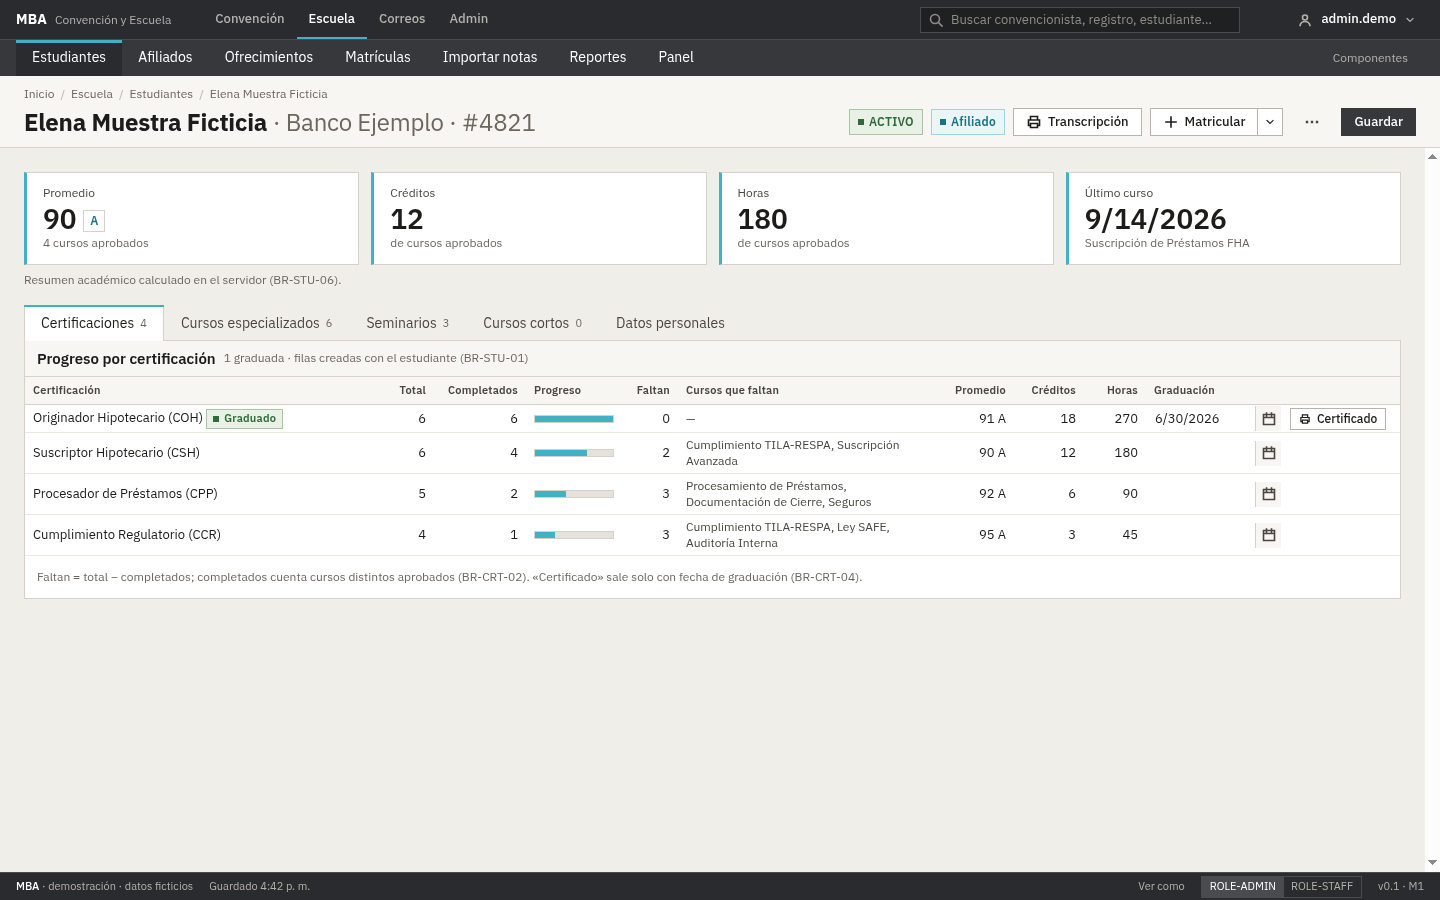 MBA Convención y Escuela Convención Escuela Correos Admin Buscar convencionista, registro, estudiante... admin.demo
Estudiantes Afiliados Ofrecimientos Matrículas Importar notas Reportes Panel Componentes
Inicio / Escuela / Estudiantes / Elena Muestra Ficticia
Elena Muestra Ficticia · Banco Ejemplo · #4821 ACTIVO Afiliado Transcripción Matricular ··· Guardar
Promedio
90 A
4 cursos aprobados
Créditos
12
de cursos aprobados
Horas
180
de cursos aprobados
Último curso
9/14/2026
Suscripción de Préstamos FHA
Resumen académico calculado en el servidor (BR-STU-06).
Certificaciones 4 Cursos especializados 6 Seminarios 3 Cursos cortos 0 Datos personales
Progreso por certificación 1 graduada · filas creadas con el estudiante (BR-STU-01)
Certificación Total Completados Progreso Faltan Cursos que faltan Promedio Créditos Horas Graduación
Originador Hipotecario (COH) Graduado 6 6 0 — 91 A 18 270 6/30/2026 Certificado
Suscriptor Hipotecario (CSH) 6 4 2 Cumplimiento TILA-RESPA, Suscripción
Avanzada 90 A 12 180
Procesador de Préstamos (CPP) 5 2 3 Procesamiento de Préstamos,
Documentación de Cierre, Seguros 92 A 6 90
Cumplimiento Regulatorio (CCR) 4 1 3 Cumplimiento TILA-RESPA, Ley SAFE,
Auditoría Interna 95 A 3 45
Faltan = total − completados; completados cuenta cursos distintos aprobados (BR-CRT-02). «Certificado» sale solo con fecha de graduación (BR-CRT-04).
MBA · demostración · datos ficticios Guardado 4:42 p. m. Ver como ROLE-ADMIN ROLE-STAFF v0.1 · M1